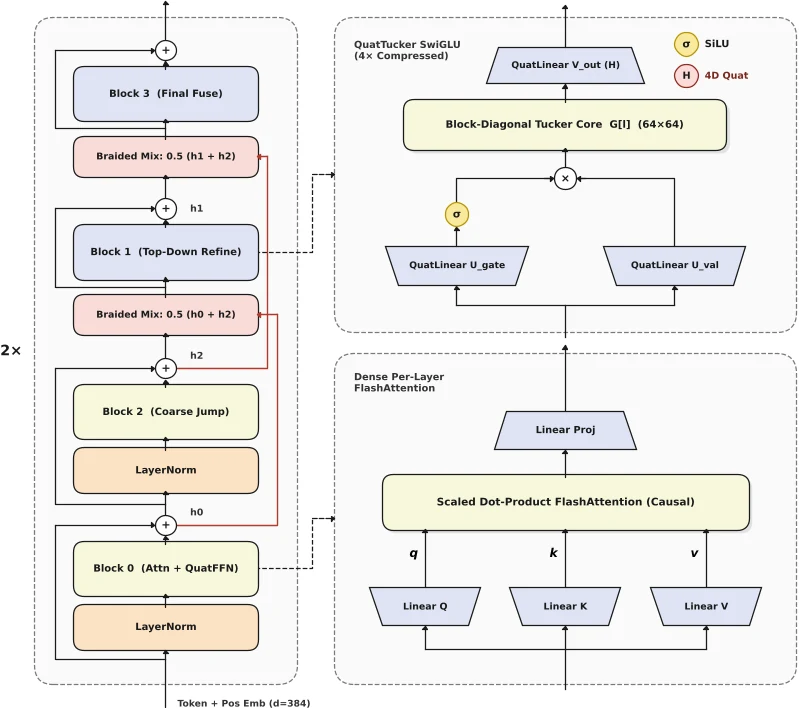 +
Block 3 (Final Fuse)
Braided Mix: 0.5 (h1 + h2)
+
h1
Block 1 (Top-Down Refine)
Braided Mix: 0.5 (h0 + h2)
2×
h2
+
Block 2 (Coarse Jump)
LayerNorm
h0
+
Block 0 (Attn + QuatFFN)
LayerNorm
Token + Pos Emb (d=384)
QuatTucker SwiGLU
(4× Compressed)
σ SiLU
H 4D Quat
QuatLinear V_out (H)
Block-Diagonal Tucker Core G[l] (64×64)
×
σ
QuatLinear U_gate
QuatLinear U_val
Dense Per-Layer
FlashAttention
Linear Proj
Scaled Dot-Product FlashAttention (Causal)
q
k
v
Linear Q
Linear K
Linear V